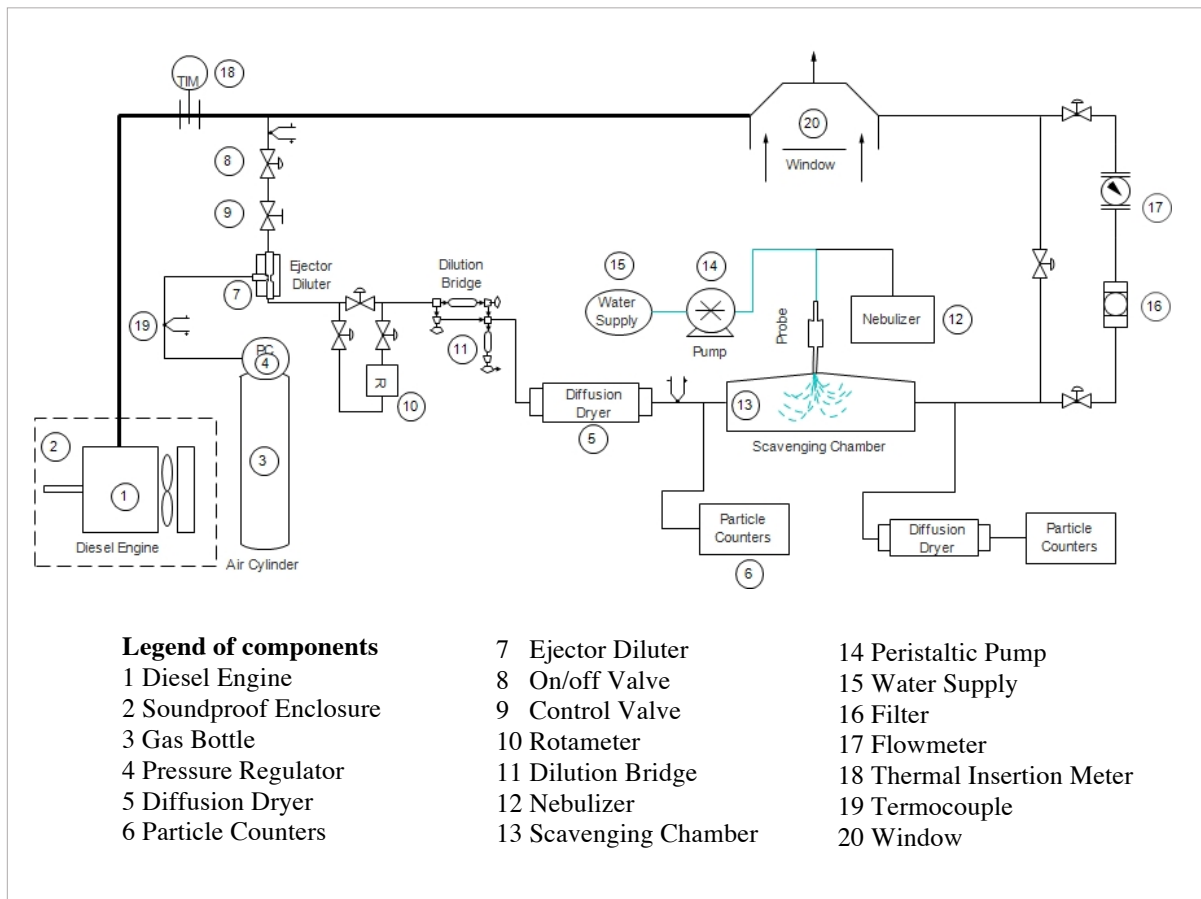 TIM
18
20
Window
8
9
Ejector
Diluter
7
Dilution
Bridge
15
14
Water
Supply
Pump
Probe
Nebulizer
12
17
16
19
PC
4
R
10
11
Diffusion
Dryer
5
13
Scavenging Chamber
2
1
Diesel Engine
3
Air Cylinder
Particle
Counters
6
Diffusion
Dryer
Particle
Counters
Legend of components
1 Diesel Engine
2 Soundproof Enclosure
3 Gas Bottle
4 Pressure Regulator
5 Diffusion Dryer
6 Particle Counters
7 Ejector Diluter
8 On/off Valve
9 Control Valve
10 Rotameter
11 Dilution Bridge
12 Nebulizer
13 Scavenging Chamber
14 Peristaltic Pump
15 Water Supply
16 Filter
17 Flowmeter
18 Thermal Insertion Meter
19 Termocouple
20 Window